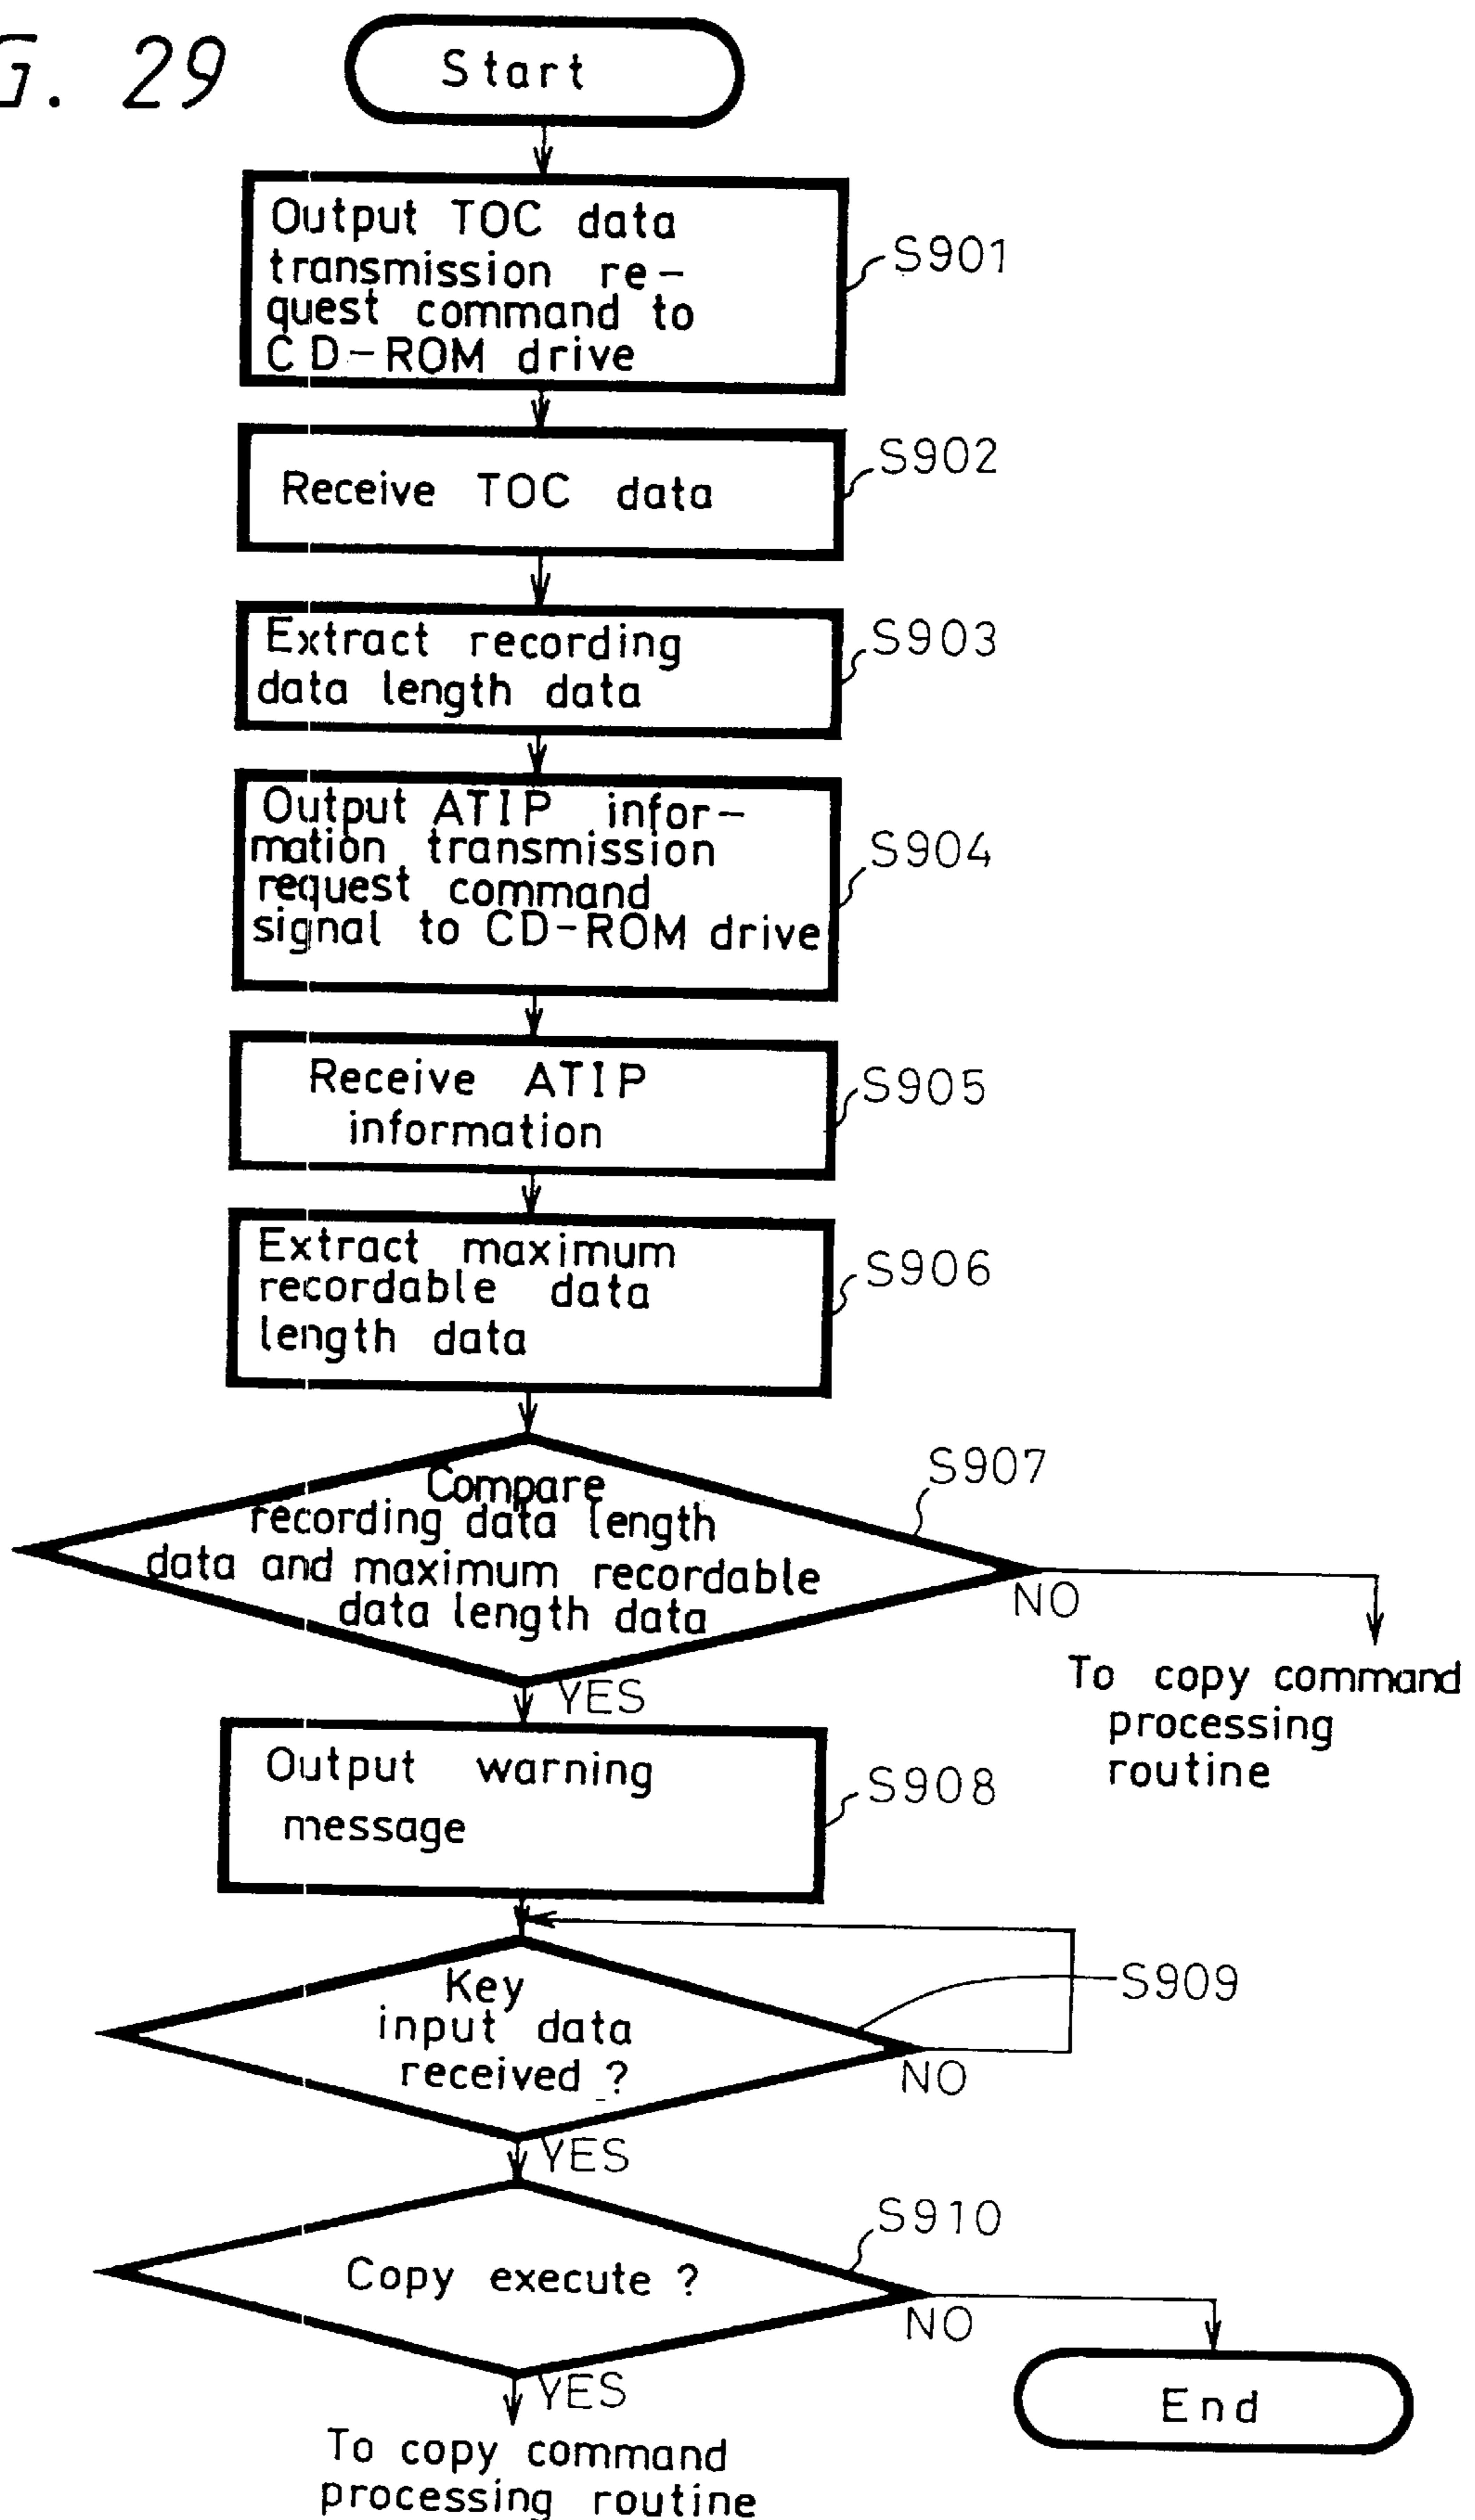 G. 29
Start
Output TOC data
transmission re-
quest command to
CD-ROM drive
S901
Receive TOC data
S902
Extract recording
data length data
S903
Output ATIP infor-
mation transmission
request command
signal to CD-ROM drive
S904
Receive ATIP
information
S905
Extract maximum
recordable data
length data
S906
Compare
recording data length
data and maximum recordable
data length data
S907
NO
To copy command
processing
routine
YES
Output warning
message
S908
Key
input data
received ?
S909
NO
YES
Copy execute ?
S910
NO
End
YES
To copy command
processing routine